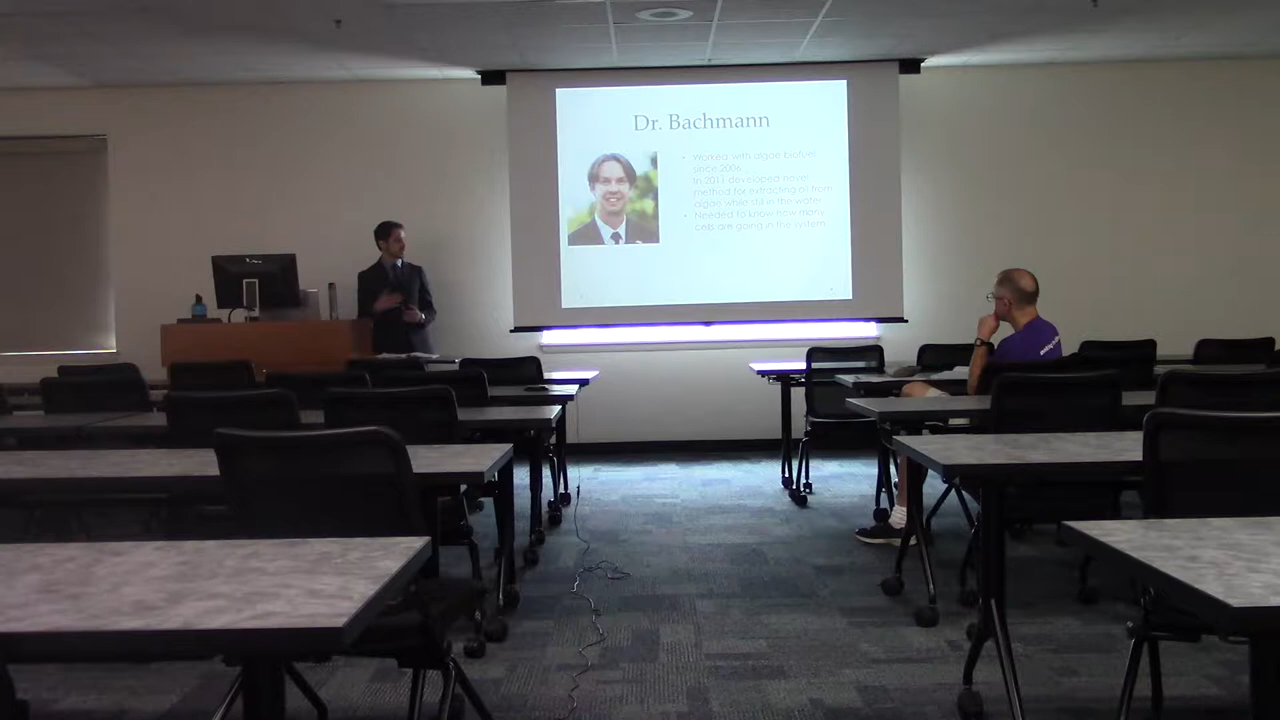 Dr. Bachmann
• Worked with algae biofuel
since 2006
In 2011 developed novel
method for extracting oil from
algae while still in the water
• Needed to know how many
cells are going in the system